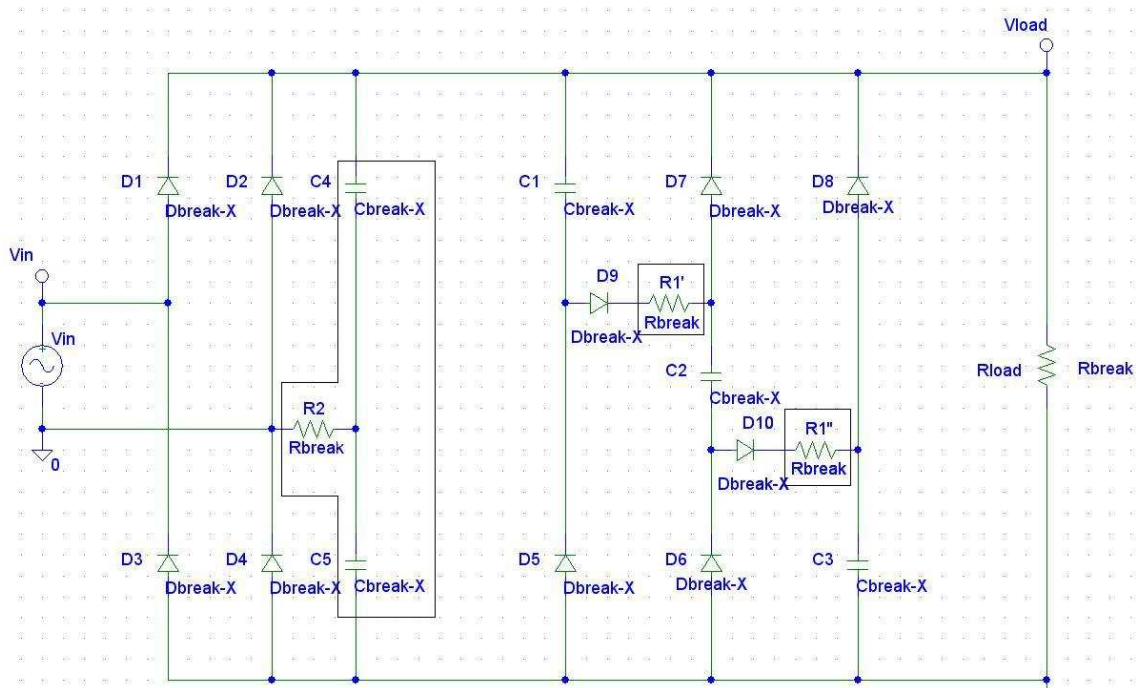 Vload
D1
D2
C4
C1
D7
D8
Dbreak-X
Dbreak-X
Cbreak-X
Cbreak-X
Dbreak-X
Dbreak-X
Vin
Vin
D9
R1'
Dbreak-X
Rbreak
C2
Cbreak-X
Rload
Rbreak
R2
Rbreak
D10
R1"
Dbreak-X
Rbreak
0
D3
D4
C5
D5
D6
C3
Dbreak-X
Dbreak-X
Cbreak-X
Dbreak-X
Dbreak-X
Cbreak-X